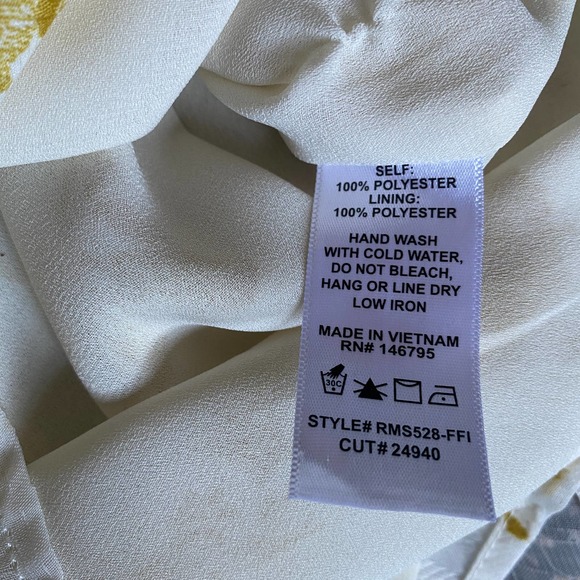 SELF:
100% POLYESTER
LINING:
100% POLYESTER
HAND WASH
WITH COLD WATER,
DO NOT BLEACH,
HANG OR LINE DRY
LOW IRON
MADE IN VIETNAM
RN# 146795
30C
STYLE# RMS528-FFI
CUT# 24940